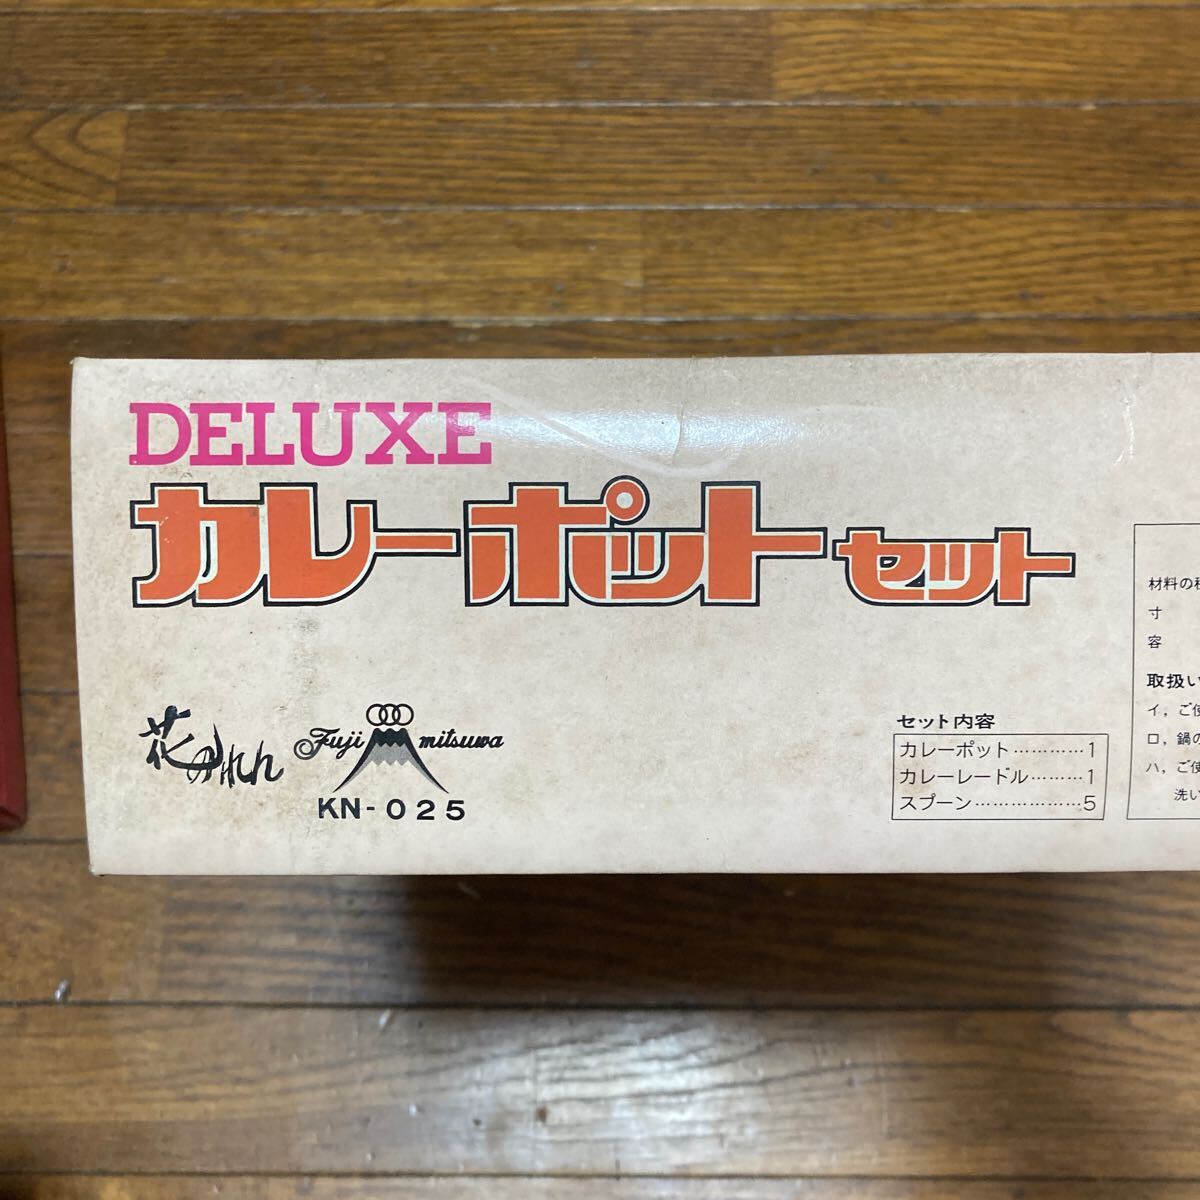 DELUXE
カレーポットセット
花かれん
Fuji mitsuwa
KN-025
セット内容
カレーポット…………1
カレーレードル………1
スプーン………………5
材料の種
寸
容
取扱い
イ, ご使
ロ, 鍋の
ハ, ご使
洗い